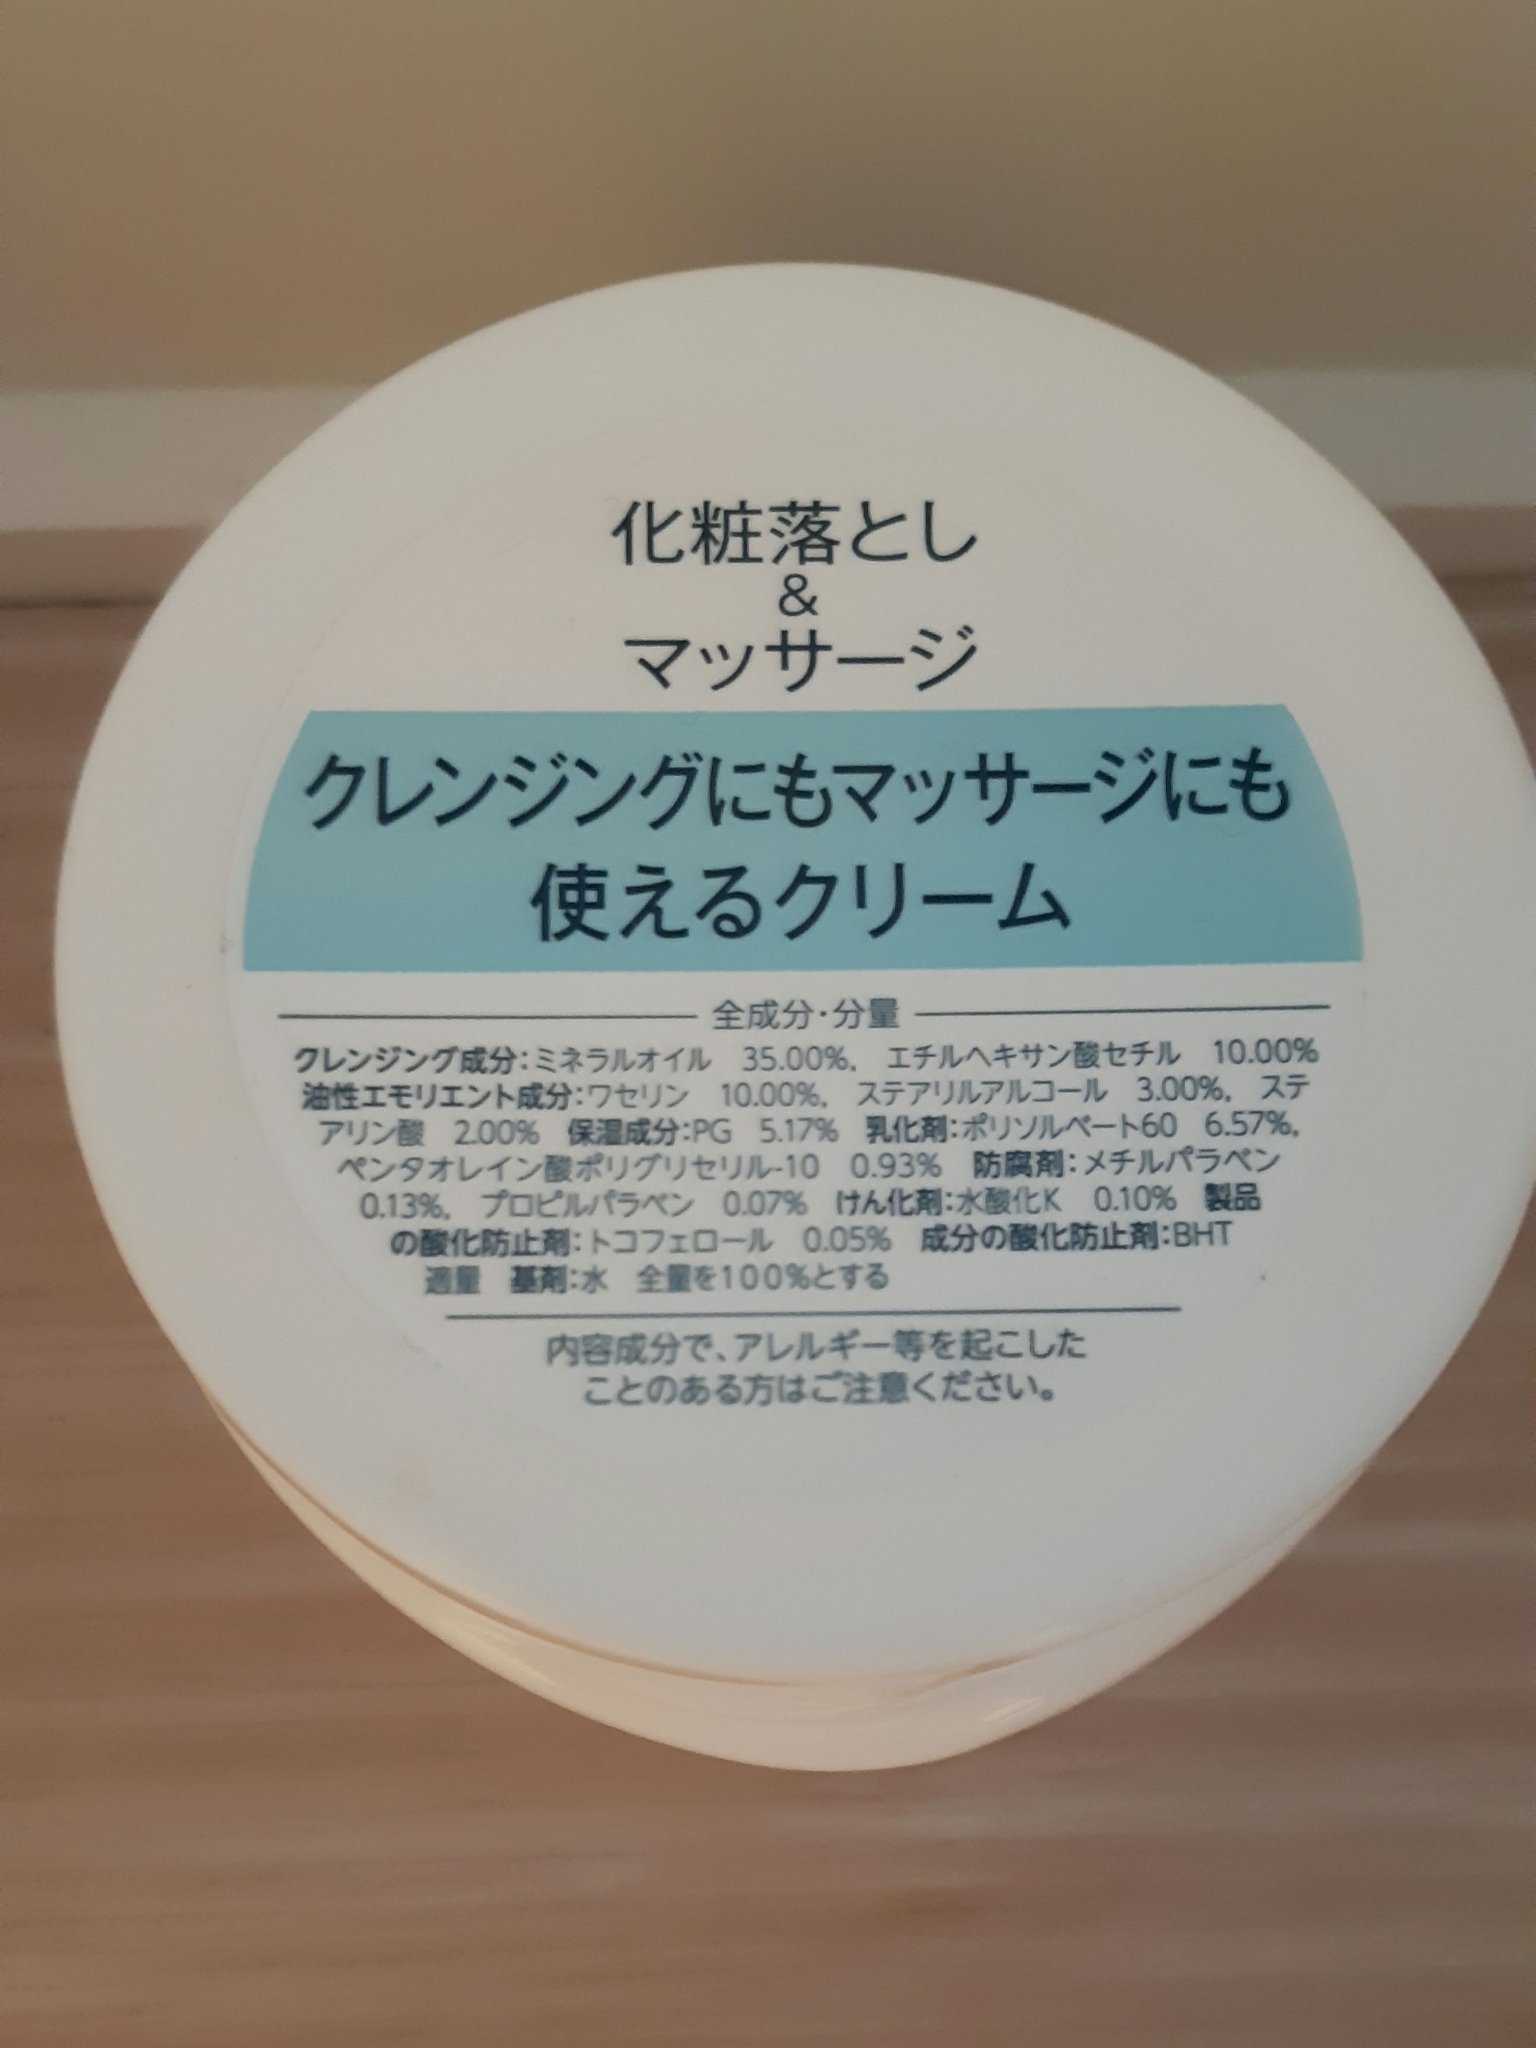 化粧落とし
&
マッサージ
クレンジングにもマッサージにも
使えるクリーム
全成分・分量
クレンジング成分：ミネラルオイル 35.00%、 エチルヘキサン酸セチル 10.00%
油性エモリエント成分：ワセリン 10.00%、 ステアリルアルコール 3.00%、 ステ
アリン酸 2.00% 保湿成分：PG 5.17% 乳化剤：ポリソルベート60 6.57%、
ペンタオレイン酸ポリグリセリル-10 0.93% 防腐剤：メチルパラベン
0.13%、 プロピルパラベン 0.07% けん化剤：水酸化K 0.10% 製品
の酸化防止剤：トコフェロール 0.05% 成分の酸化防止剤：BHT
適量 基剤：水 全量を100%とする
内容成分で、アレルギー等を起こした
ことのある方はご注意ください。